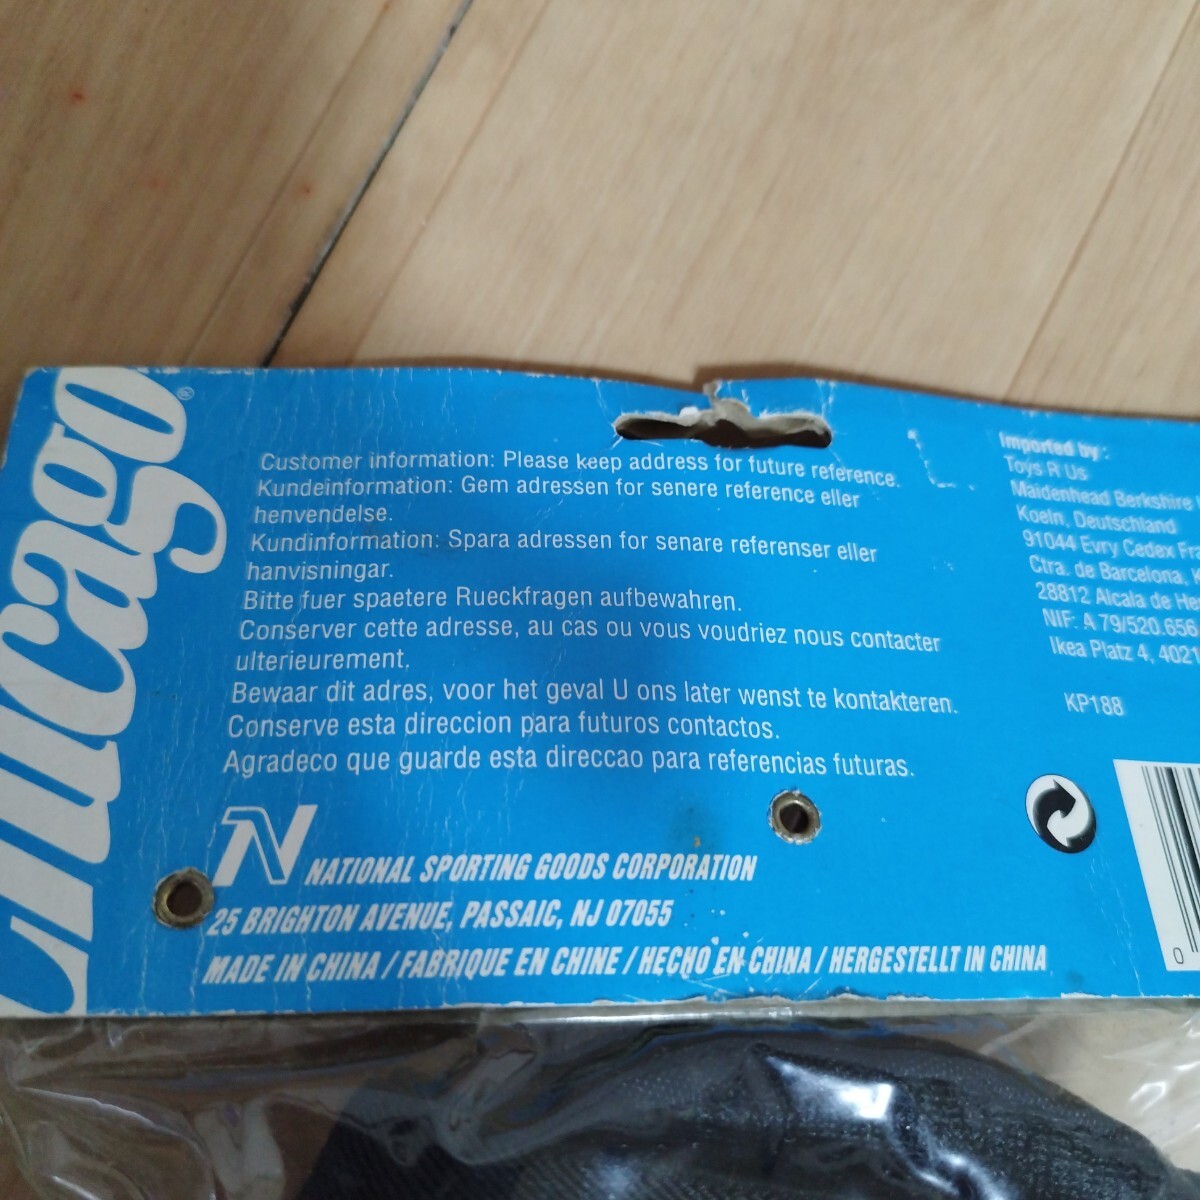 Chicago®
Customer information: Please keep address for future reference.
Kundeinformation: Gem adressen for senere reference eller
henvendelse.
Kundinformation: Spara adressen for senare referenser eller
hanvisningar.
Bitte fuer spaetere Rueckfragen aufbewahren.
Conserver cette adresse, au cas ou vous voudriez nous contacter
ulterieurement.
Bewaar dit adres, voor het geval U ons later wenst te kontakteren.
Conserve esta direccion para futuros contactos.
Agradeco que guarde esta direccao para referencias futuras.
N NATIONAL SPORTING GOODS CORPORATION
25 BRIGHTON AVENUE, PASSAIC, NJ 07055
MADE IN CHINA / FABRIQUE EN CHINE / HECHO EN CHINA / HERGESTELLT IN CHINA
Imported by:
Toys R Us
Maidenhead Berkshire
Koeln, Deutschland
91044 Evry Cedex
Ctra. de Barcelona,
28812 Alcala de
NIF: A 79/520.656
Ikea Platz 4,
KP188
0